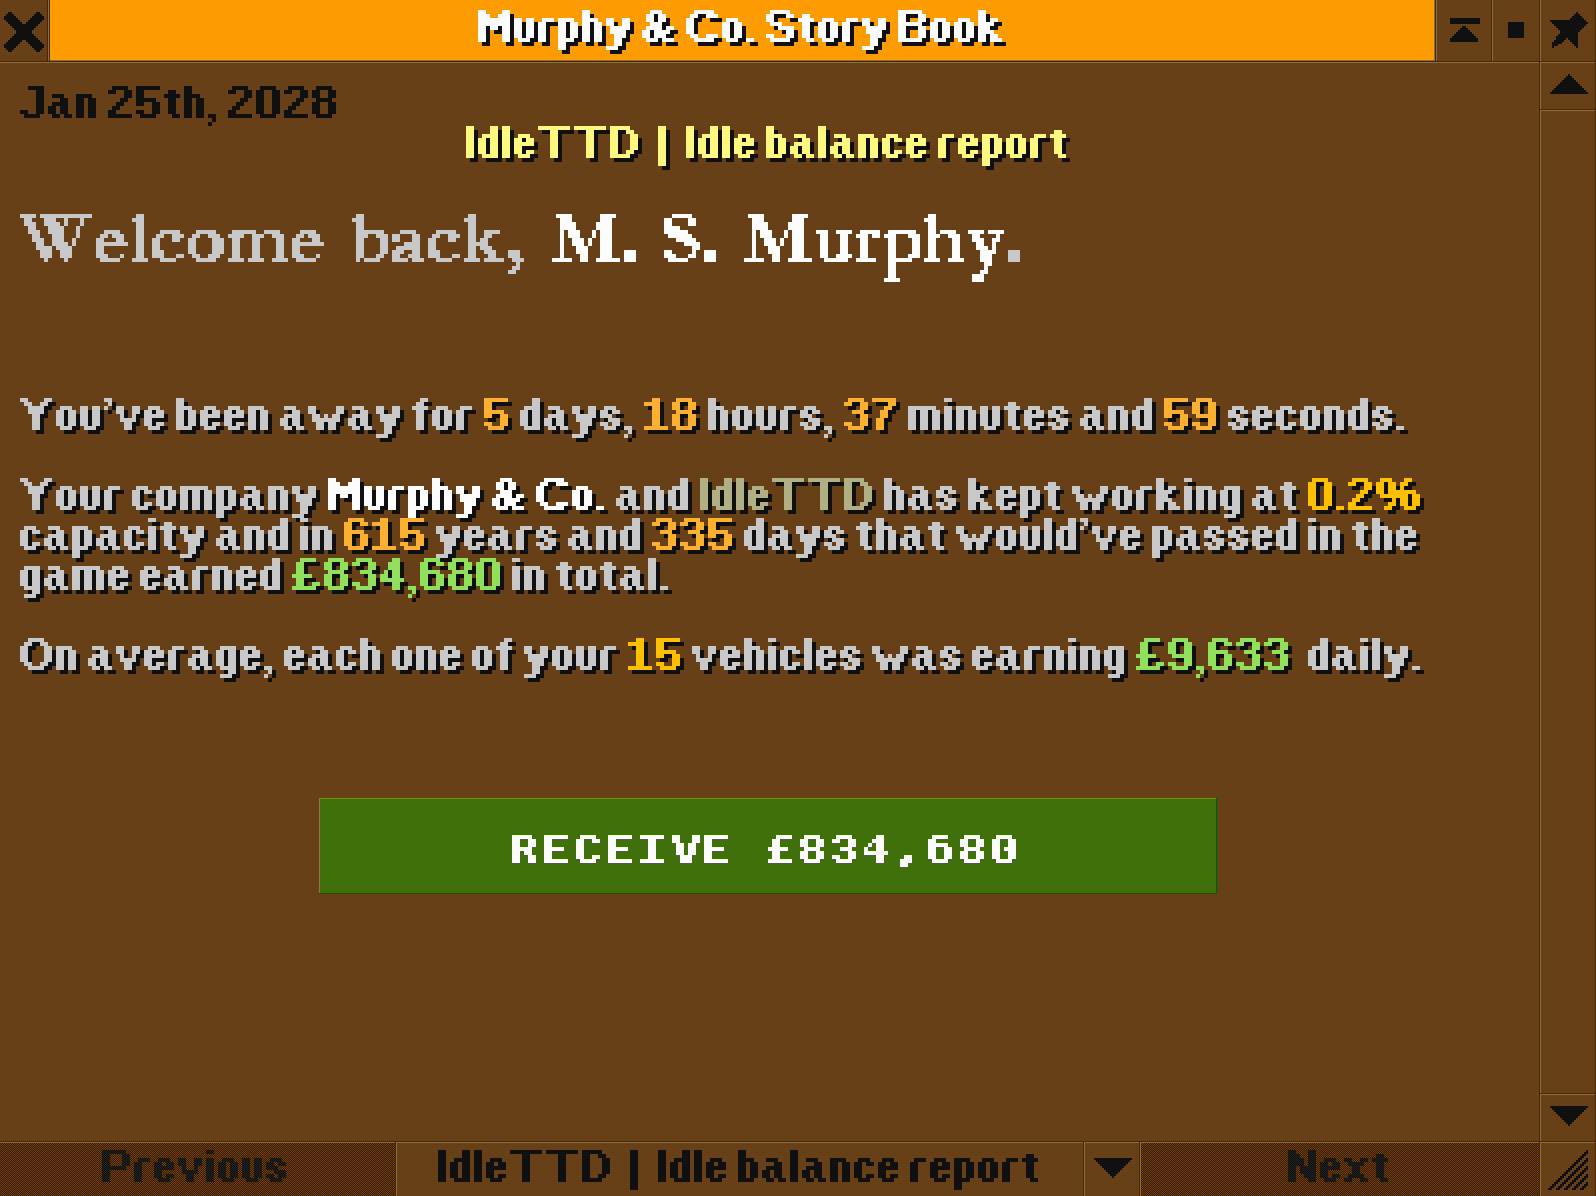 Murphy & Co. Story Book
Jan 25th, 2028
IdleTTD | Idle balance report
Welcome back, M. S. Murphy.
You've been away for 5 days, 18 hours, 37 minutes and 59 seconds.
Your company Murphy & Co. and IdleTTD has kept working at 0.2%
capacity and in 615 years and 335 days that would've passed in the
game earned £834,680 in total.
On average, each one of your 15 vehicles was earning £9,633 daily.
RECEIVE £834,680
Previous
IdleTTD | Idle balance report
Next